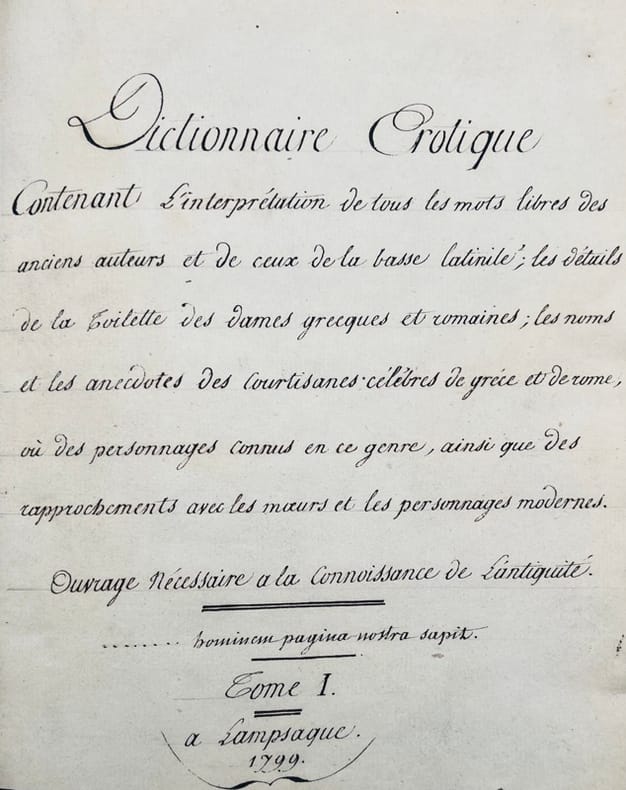 Dictionnaire Erotique
Contenant L'interprétation de tous les mots libres des
anciens auteurs et de ceux de la basse latinité; les détails
de la Toilette des dames grecques et romaines; les noms
et les anecdotes des Courtisanes célébres de gréce et de rome,
où des personnages connus en ce genre, ainsi que des
rapprochements avec les mœurs et les personnages modernes.
Ouvrage Nécessaire a la Connoissance de L'antiquité.
........ hominem pagina nostra sapit.
Tome I.
a Lampsaque.
1799.